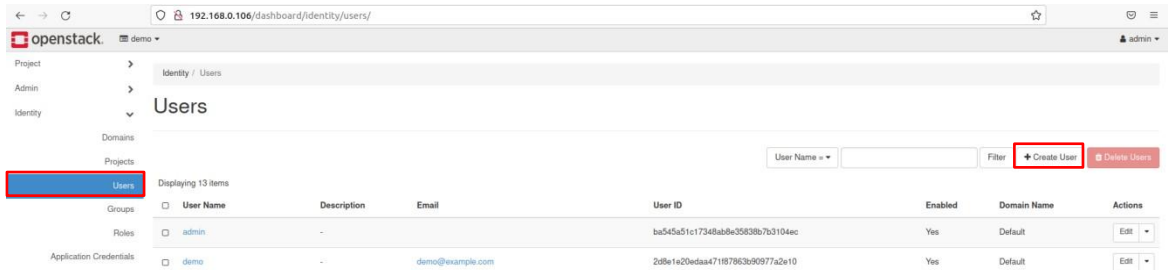 192.168.0.106/dashboard/identity/users/
openstack. demo admin
Project
Identity / Users
Admin
Identity
Users
Domains
Projects
User Name = Filter + Create User Delete Users
Users
Displaying 13 items
Groups
User Name Description Email User ID Enabled Domain Name Actions
Roles
admin - ba545a51c17348ab8e35838b7b3104ec Yes Default Edit
Application Credentials
demo - demo@example.com 2d8e1e20edaa471f87863b90977a2e10 Yes Default Edit